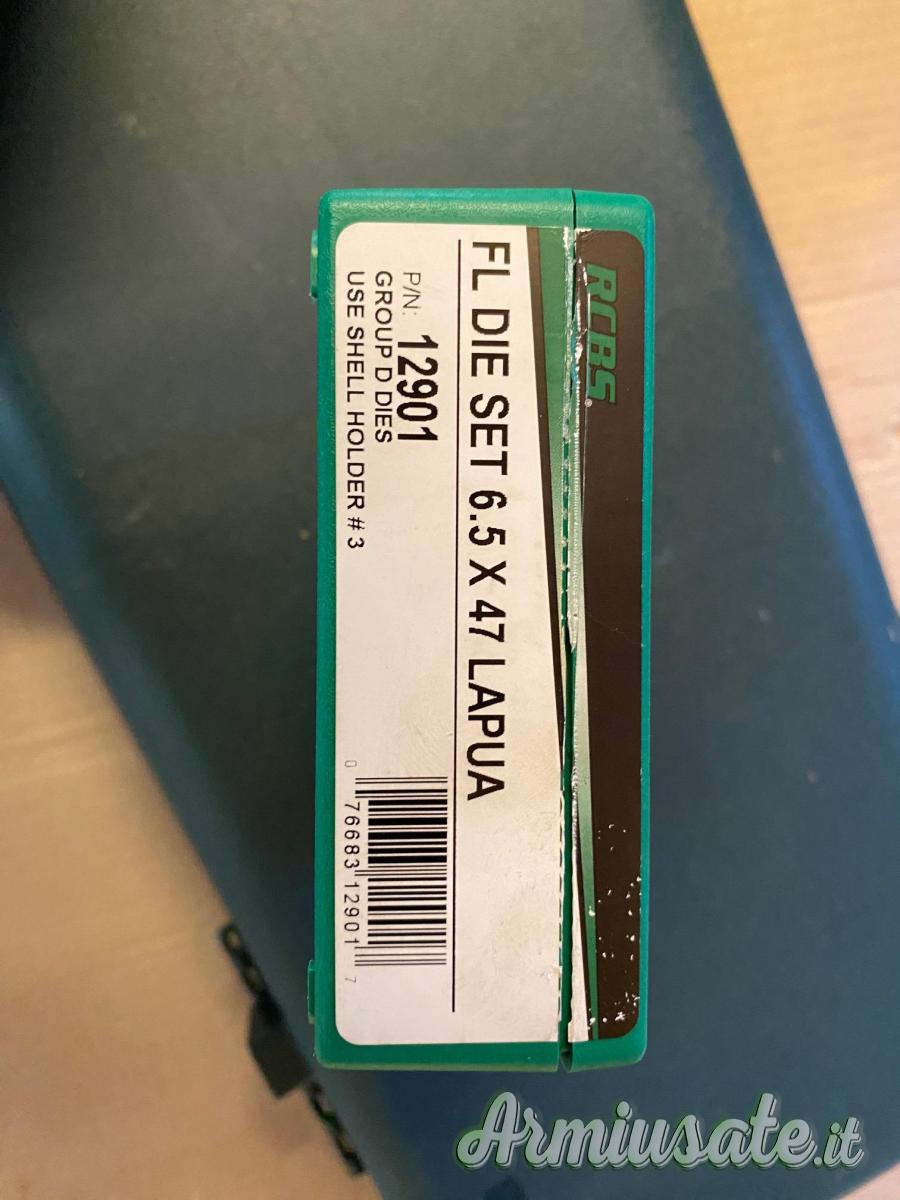 RCBS®
FL DIE SET 6.5 X 47 LAPUA
P/N: 12901
GROUP D DIES
USE SHELL HOLDER #3
0 76683 12901 7
Armiusate.it